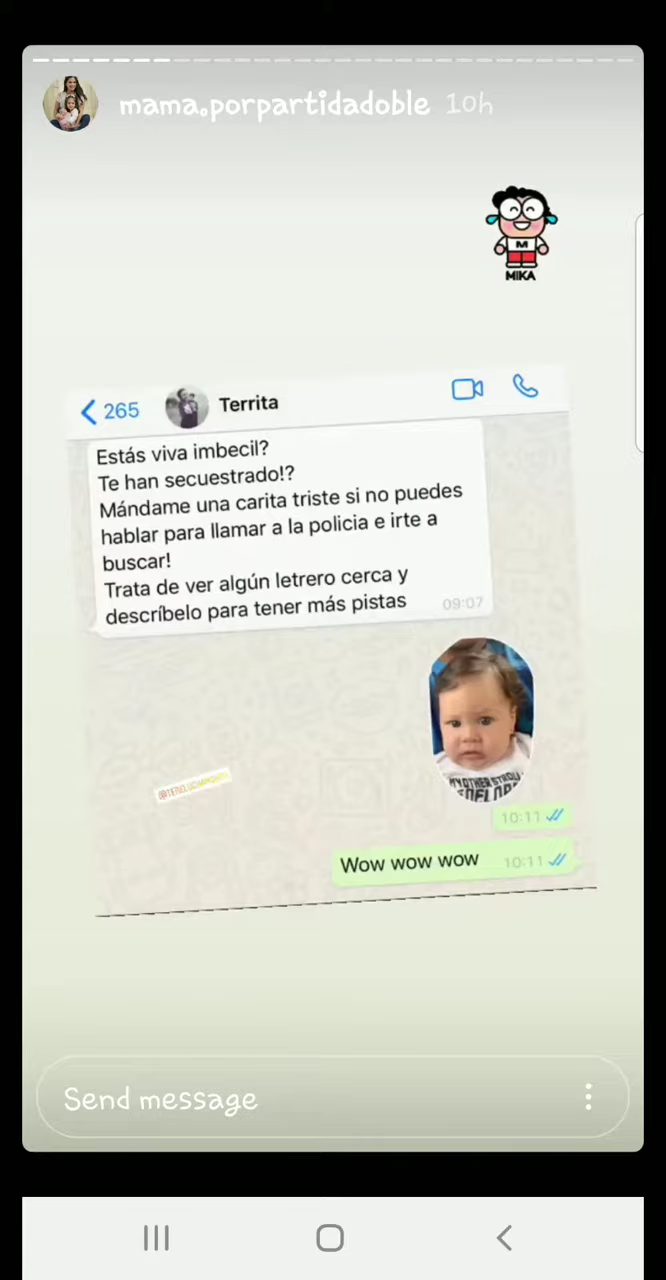 mama.porpartidadoble 10h
M
MIKA
265 Territa
Estás viva imbecil?
Te han secuestrado!?
Mándame una carita triste si no puedes
hablar para llamar a la policia e irte a
buscar!
Trata de ver algún letrero cerca y
descríbelo para tener más pistas 09:07
10:11
Wow wow wow 10:11
Send message